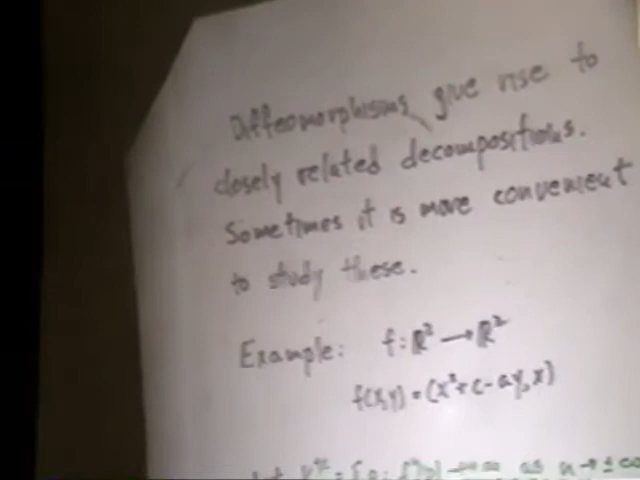 Diffeomorphisms give rise to
closely related decompositions.
Sometimes it is more convenient
to study these.
Example: f: ℝ² → ℝ²
f(x,y) = (x²+c-ay, x)
as n → ± ∞